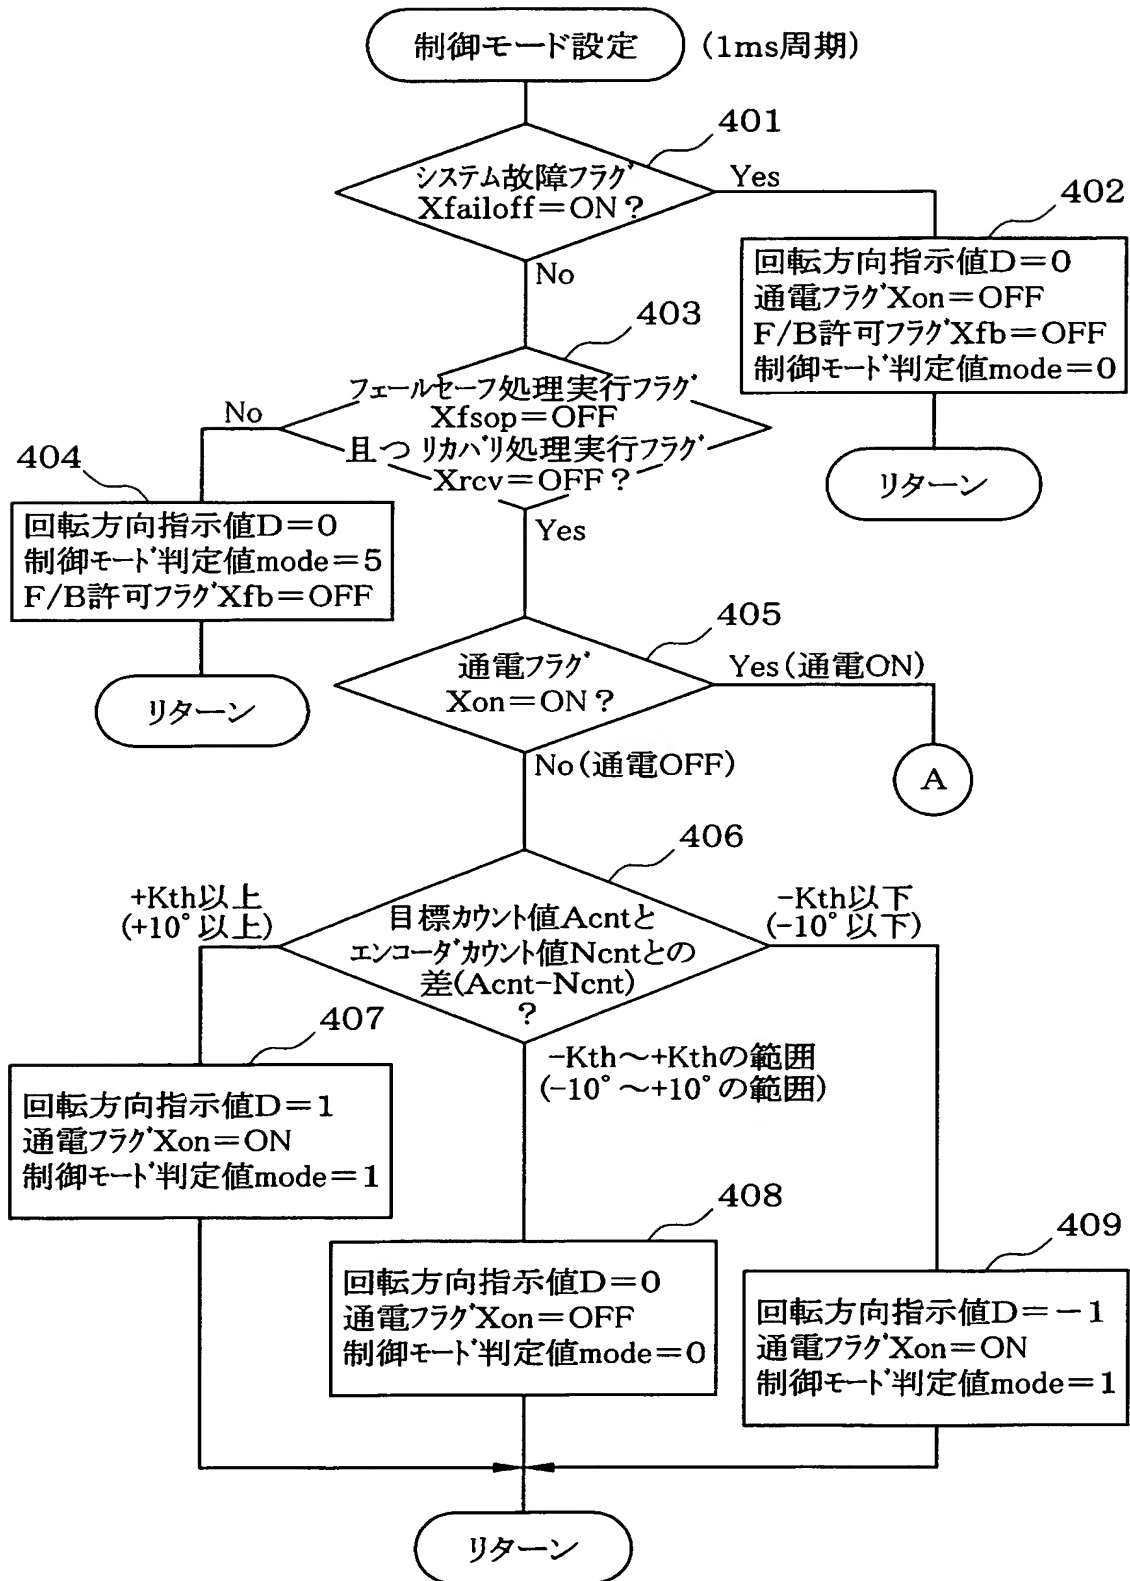 制御モード設定 (1ms周期)
401
システム故障フラグ
Xfailoff=ON?
Yes
No
402
回転方向指示値D=0
通電フラグXon=OFF
F/B許可フラグXfb=OFF
制御モード判定値mode=0
リターン
403
フェールセーフ処理実行フラグ
Xfsop=OFF
且つ リカバリ処理実行フラグ
Xrcv=OFF?
No
Yes
404
回転方向指示値D=0
制御モード判定値mode=5
F/B許可フラグXfb=OFF
リターン
405
通電フラグ
Xon=ON?
Yes(通電ON)
A
No(通電OFF)
406
目標カウント値Acntと
エンコーダカウント値Ncntとの
差(Acnt-Ncnt)
?
+Kth以上
(+10°以上)
-Kth以下
(-10°以下)
-Kth~+Kthの範囲
(-10°~+10°の範囲)
407
回転方向指示値D=1
通電フラグXon=ON
制御モード判定値mode=1
408
回転方向指示値D=0
通電フラグXon=OFF
制御モード判定値mode=0
409
回転方向指示値D=-1
通電フラグXon=ON
制御モード判定値mode=1
リターン